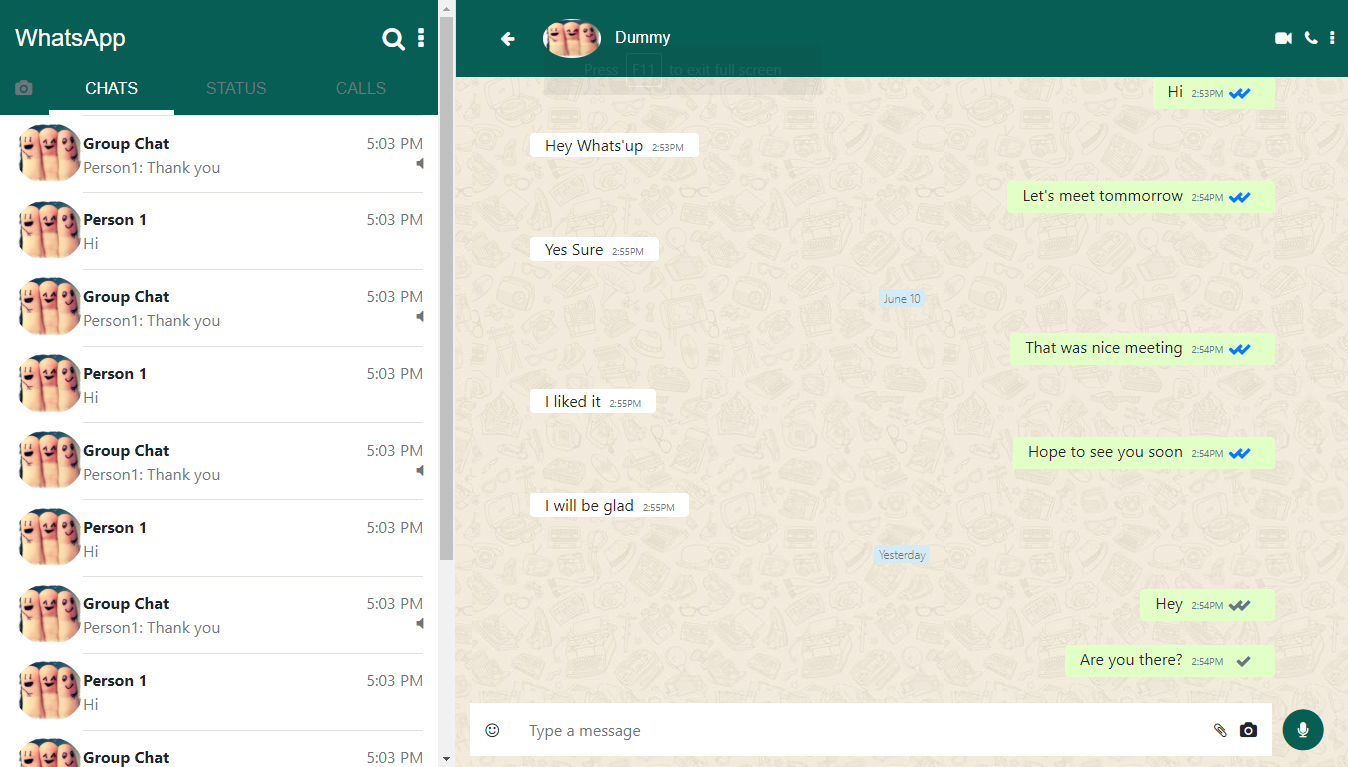 WhatsApp
CHATS STATUS CALLS
Group Chat 5:03 PM
Person1: Thank you
Person 1 5:03 PM
Hi
Group Chat 5:03 PM
Person1: Thank you
Person 1 5:03 PM
Hi
Group Chat 5:03 PM
Person1: Thank you
Person 1 5:03 PM
Hi
Group Chat 5:03 PM
Person1: Thank you
Person 1 5:03 PM
Hi
Group Chat 5:03 PM
Dummy
Press F11 to exit full screen
Hi 2:53PM
Hey Whats'up 2:53PM
Let's meet tommorrow 2:54PM
Yes Sure 2:55PM
June 10
That was nice meeting 2:54PM
I liked it 2:55PM
Hope to see you soon 2:54PM
I will be glad 2:55PM
Yesterday
Hey 2:54PM
Are you there? 2:54PM
Type a message